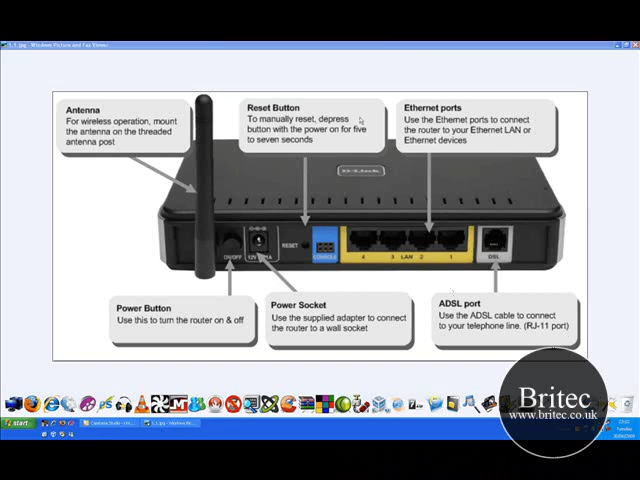 1.1.jpg - Windows Picture and Fax Viewer
Antenna
For wireless operation, mount
the antenna on the threaded
antenna post
Reset Button
To manually reset, depress
button with the power on for five
to seven seconds
Ethernet ports
Use the Ethernet ports to connect
the router to your Ethernet LAN or
Ethernet devices
D-Link
ON/OFF
RESET
CONSOLE
4 3 LAN 2 1
DSL
Power Button
Use this to turn the router on & off
Power Socket
Use the supplied adapter to connect
the router to a wall socket
ADSL port
Use the ADSL cable to connect
to your telephone line. (RJ-11 port)
Britec
www.britec.co.uk
start
Tuesday